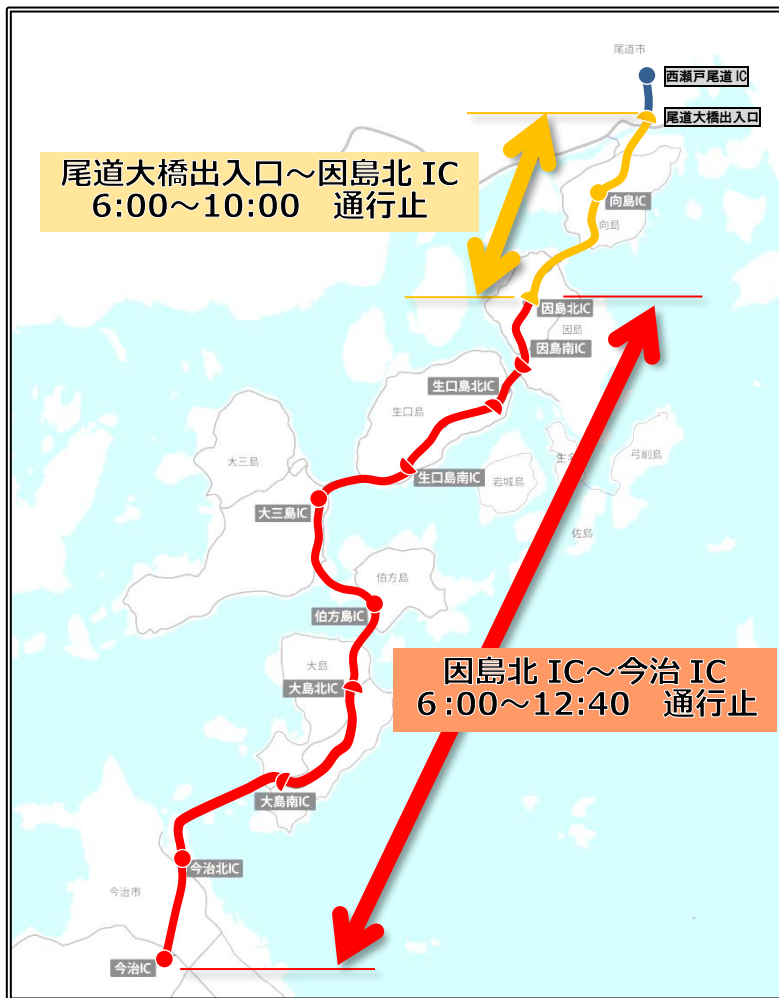 尾道市
西瀬戸尾道IC
尾道大橋出入口
尾道大橋出入口～因島北 IC
6:00～10:00　通行止
向島IC
向島
因島北IC
因島
因島南IC
生口島北IC
生口島
生口島南IC
大三島
大三島IC
岩城島
弓削島
佐島
伯方島
伯方島IC
大島
大島北IC
因島北 IC～今治 IC
6:00～12:40　通行止
大島南IC
今治北IC
今治市
今治IC